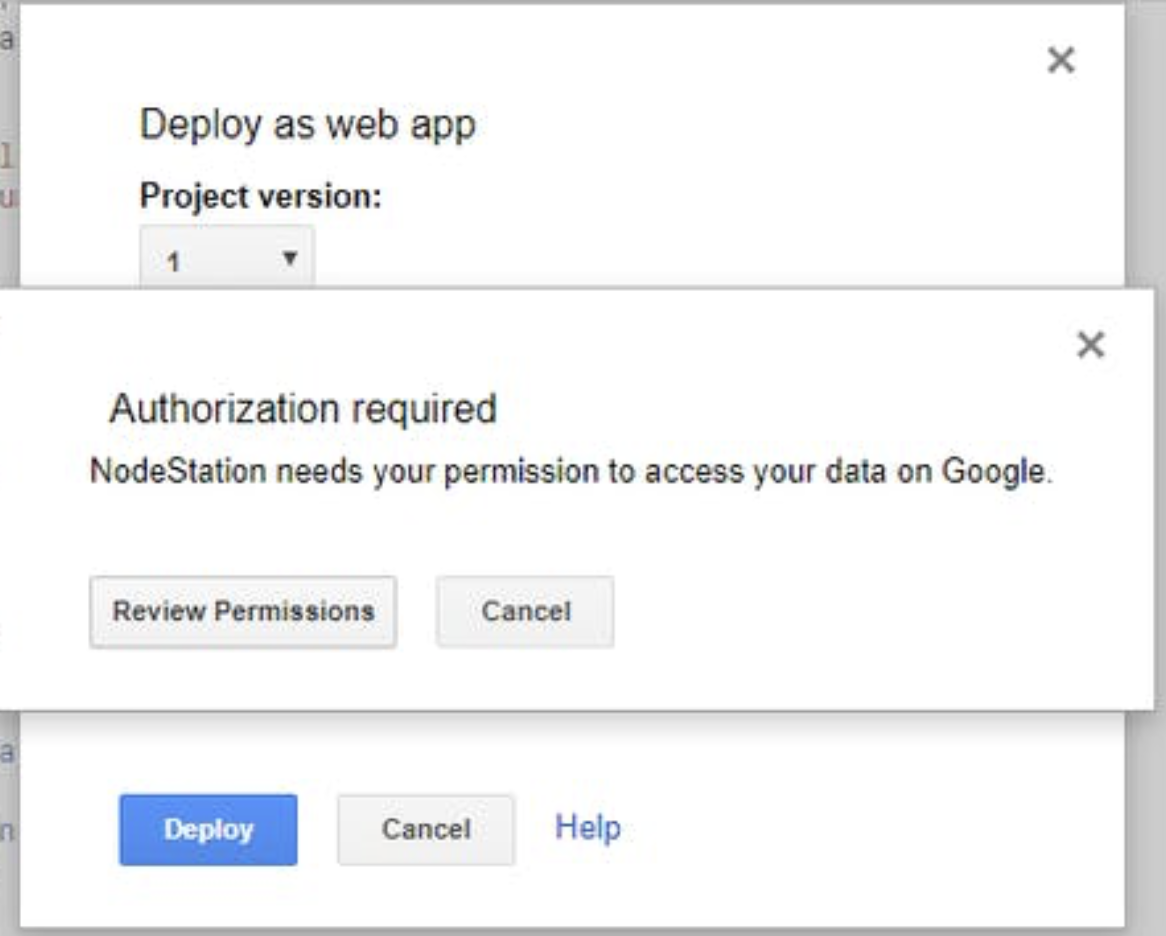 Deploy as web app
Project version:
1
Authorization required
NodeStation needs your permission to access your data on Google.
Review Permissions Cancel
Deploy Cancel Help